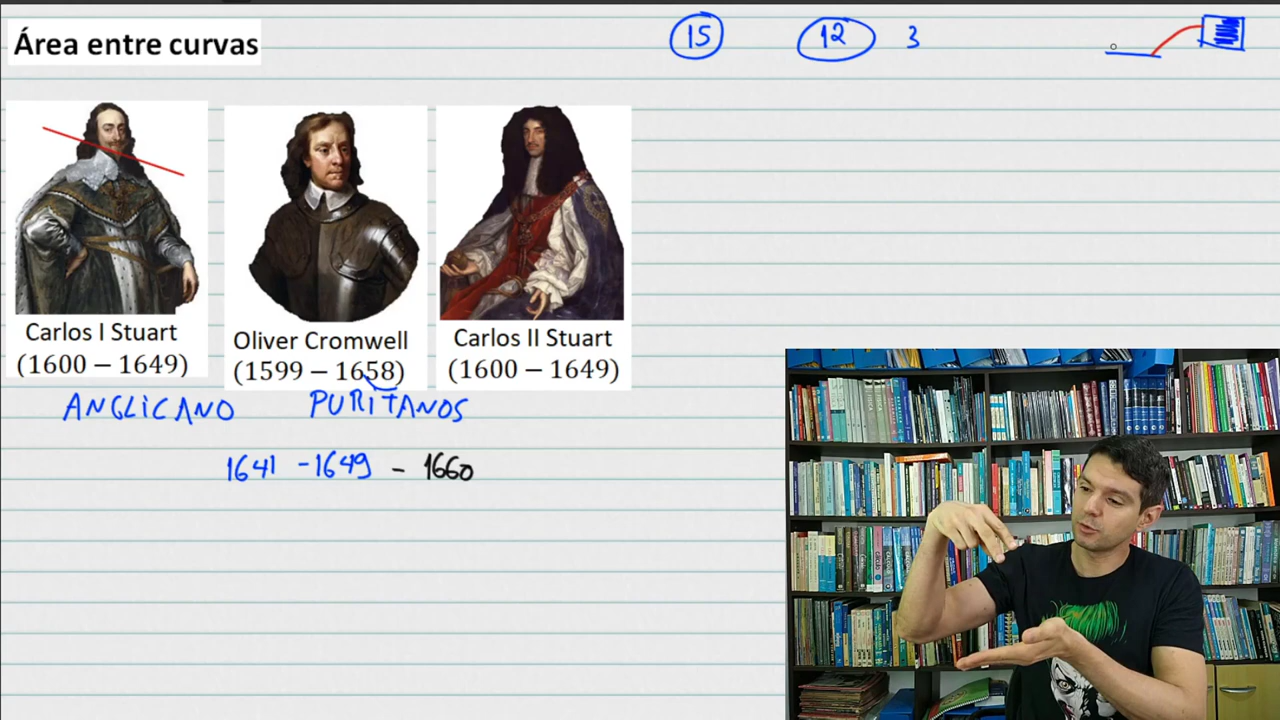 Área entre curvas
15 12 3
Carlos I Stuart
(1600 – 1649)
Oliver Cromwell
(1599 – 1658)
Carlos II Stuart
(1600 – 1649)
ANGLICANO PURITANOS
1641 - 1649 - 1660